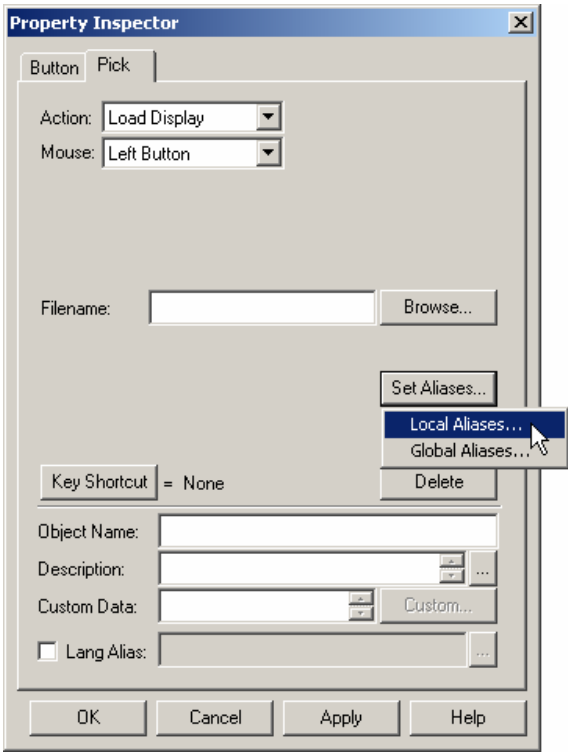 Property Inspector
Button Pick
Action: Load Display
Mouse: Left Button
Filename: Browse...
Set Aliases...
Local Aliases...
Global Aliases...
Key Shortcut = None Delete
Object Name:
Description: ...
Custom Data: Custom...
Lang Alias: ...
OK Cancel Apply Help